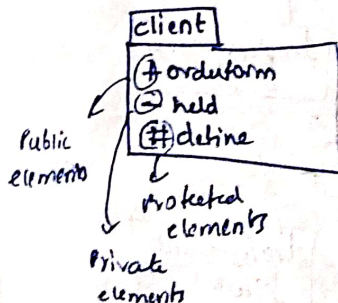 client
+ orderform
- held
# define
Public
elements
Protected
elements
Private
elements